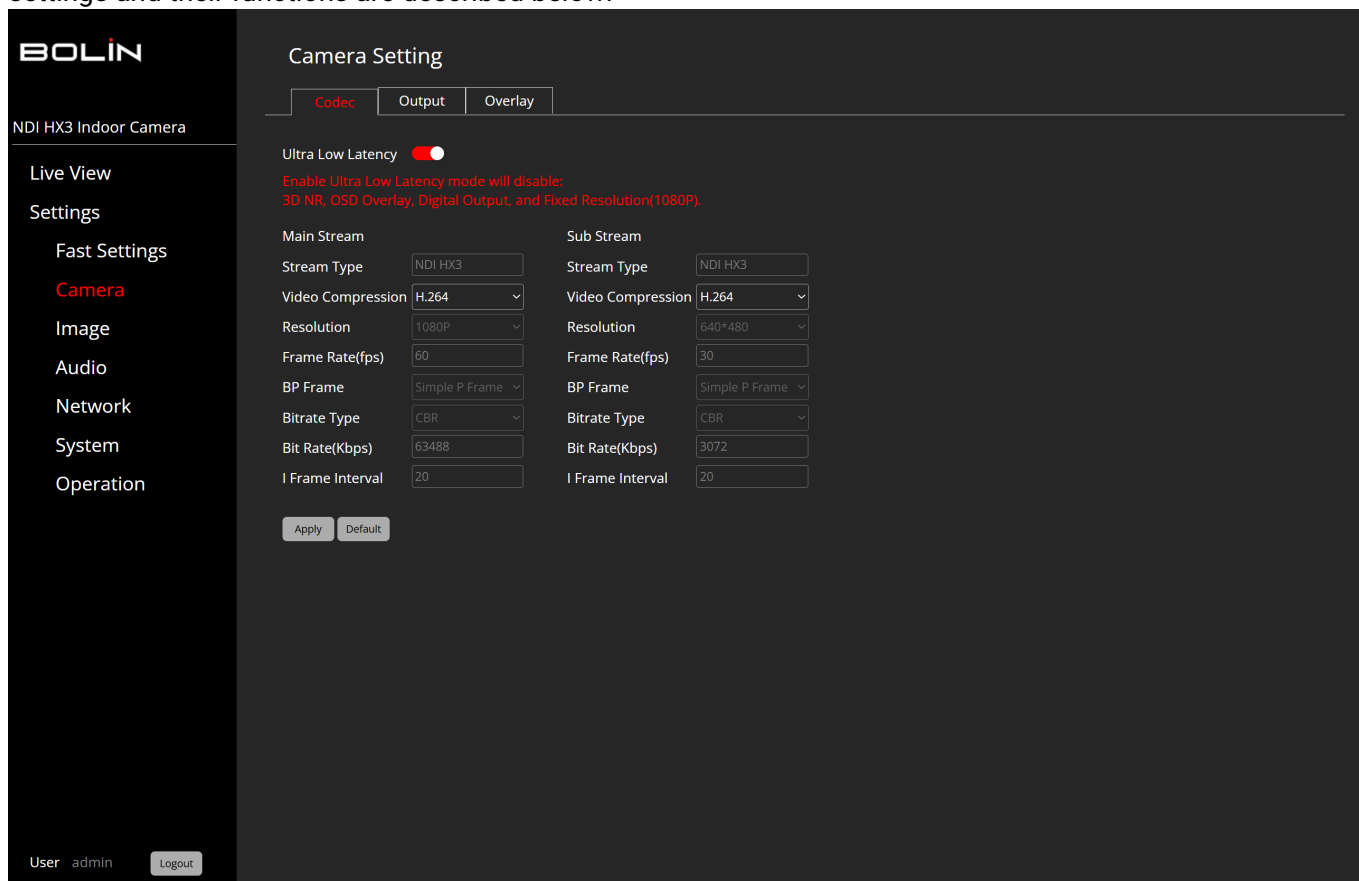 settings and their functions are described below.
BOLIN
NDI HX3 Indoor Camera
Live View
Settings
Fast Settings
Camera
Image
Audio
Network
System
Operation
User admin Logout
Camera Setting
Codec Output Overlay
Ultra Low Latency
Enable Ultra Low Latency mode will disable:
3D NR, OSD Overlay, Digital Output, and Fixed Resolution(1080P).
Main Stream Sub Stream
Stream Type NDI HX3 Stream Type NDI HX3
Video Compression H.264 Video Compression H.264
Resolution 1080P Resolution 640*480
Frame Rate(fps) 60 Frame Rate(fps) 30
BP Frame Simple P Frame BP Frame Simple P Frame
Bitrate Type CBR Bitrate Type CBR
Bit Rate(Kbps) 63488 Bit Rate(Kbps) 3072
I Frame Interval 20 I Frame Interval 20
Apply Default